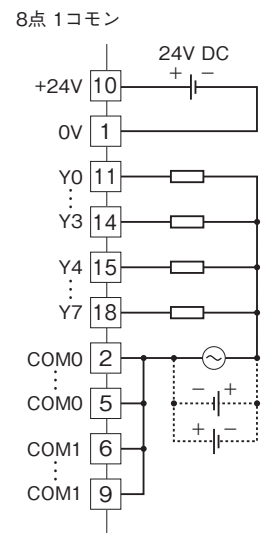 8点 1コモン
24V DC
+ −
+24V 10
0V 1
Y0 11
Y3 14
Y4 15
Y7 18
COM0 2
− +
COM0 5
+ −
COM1 6
COM1 9